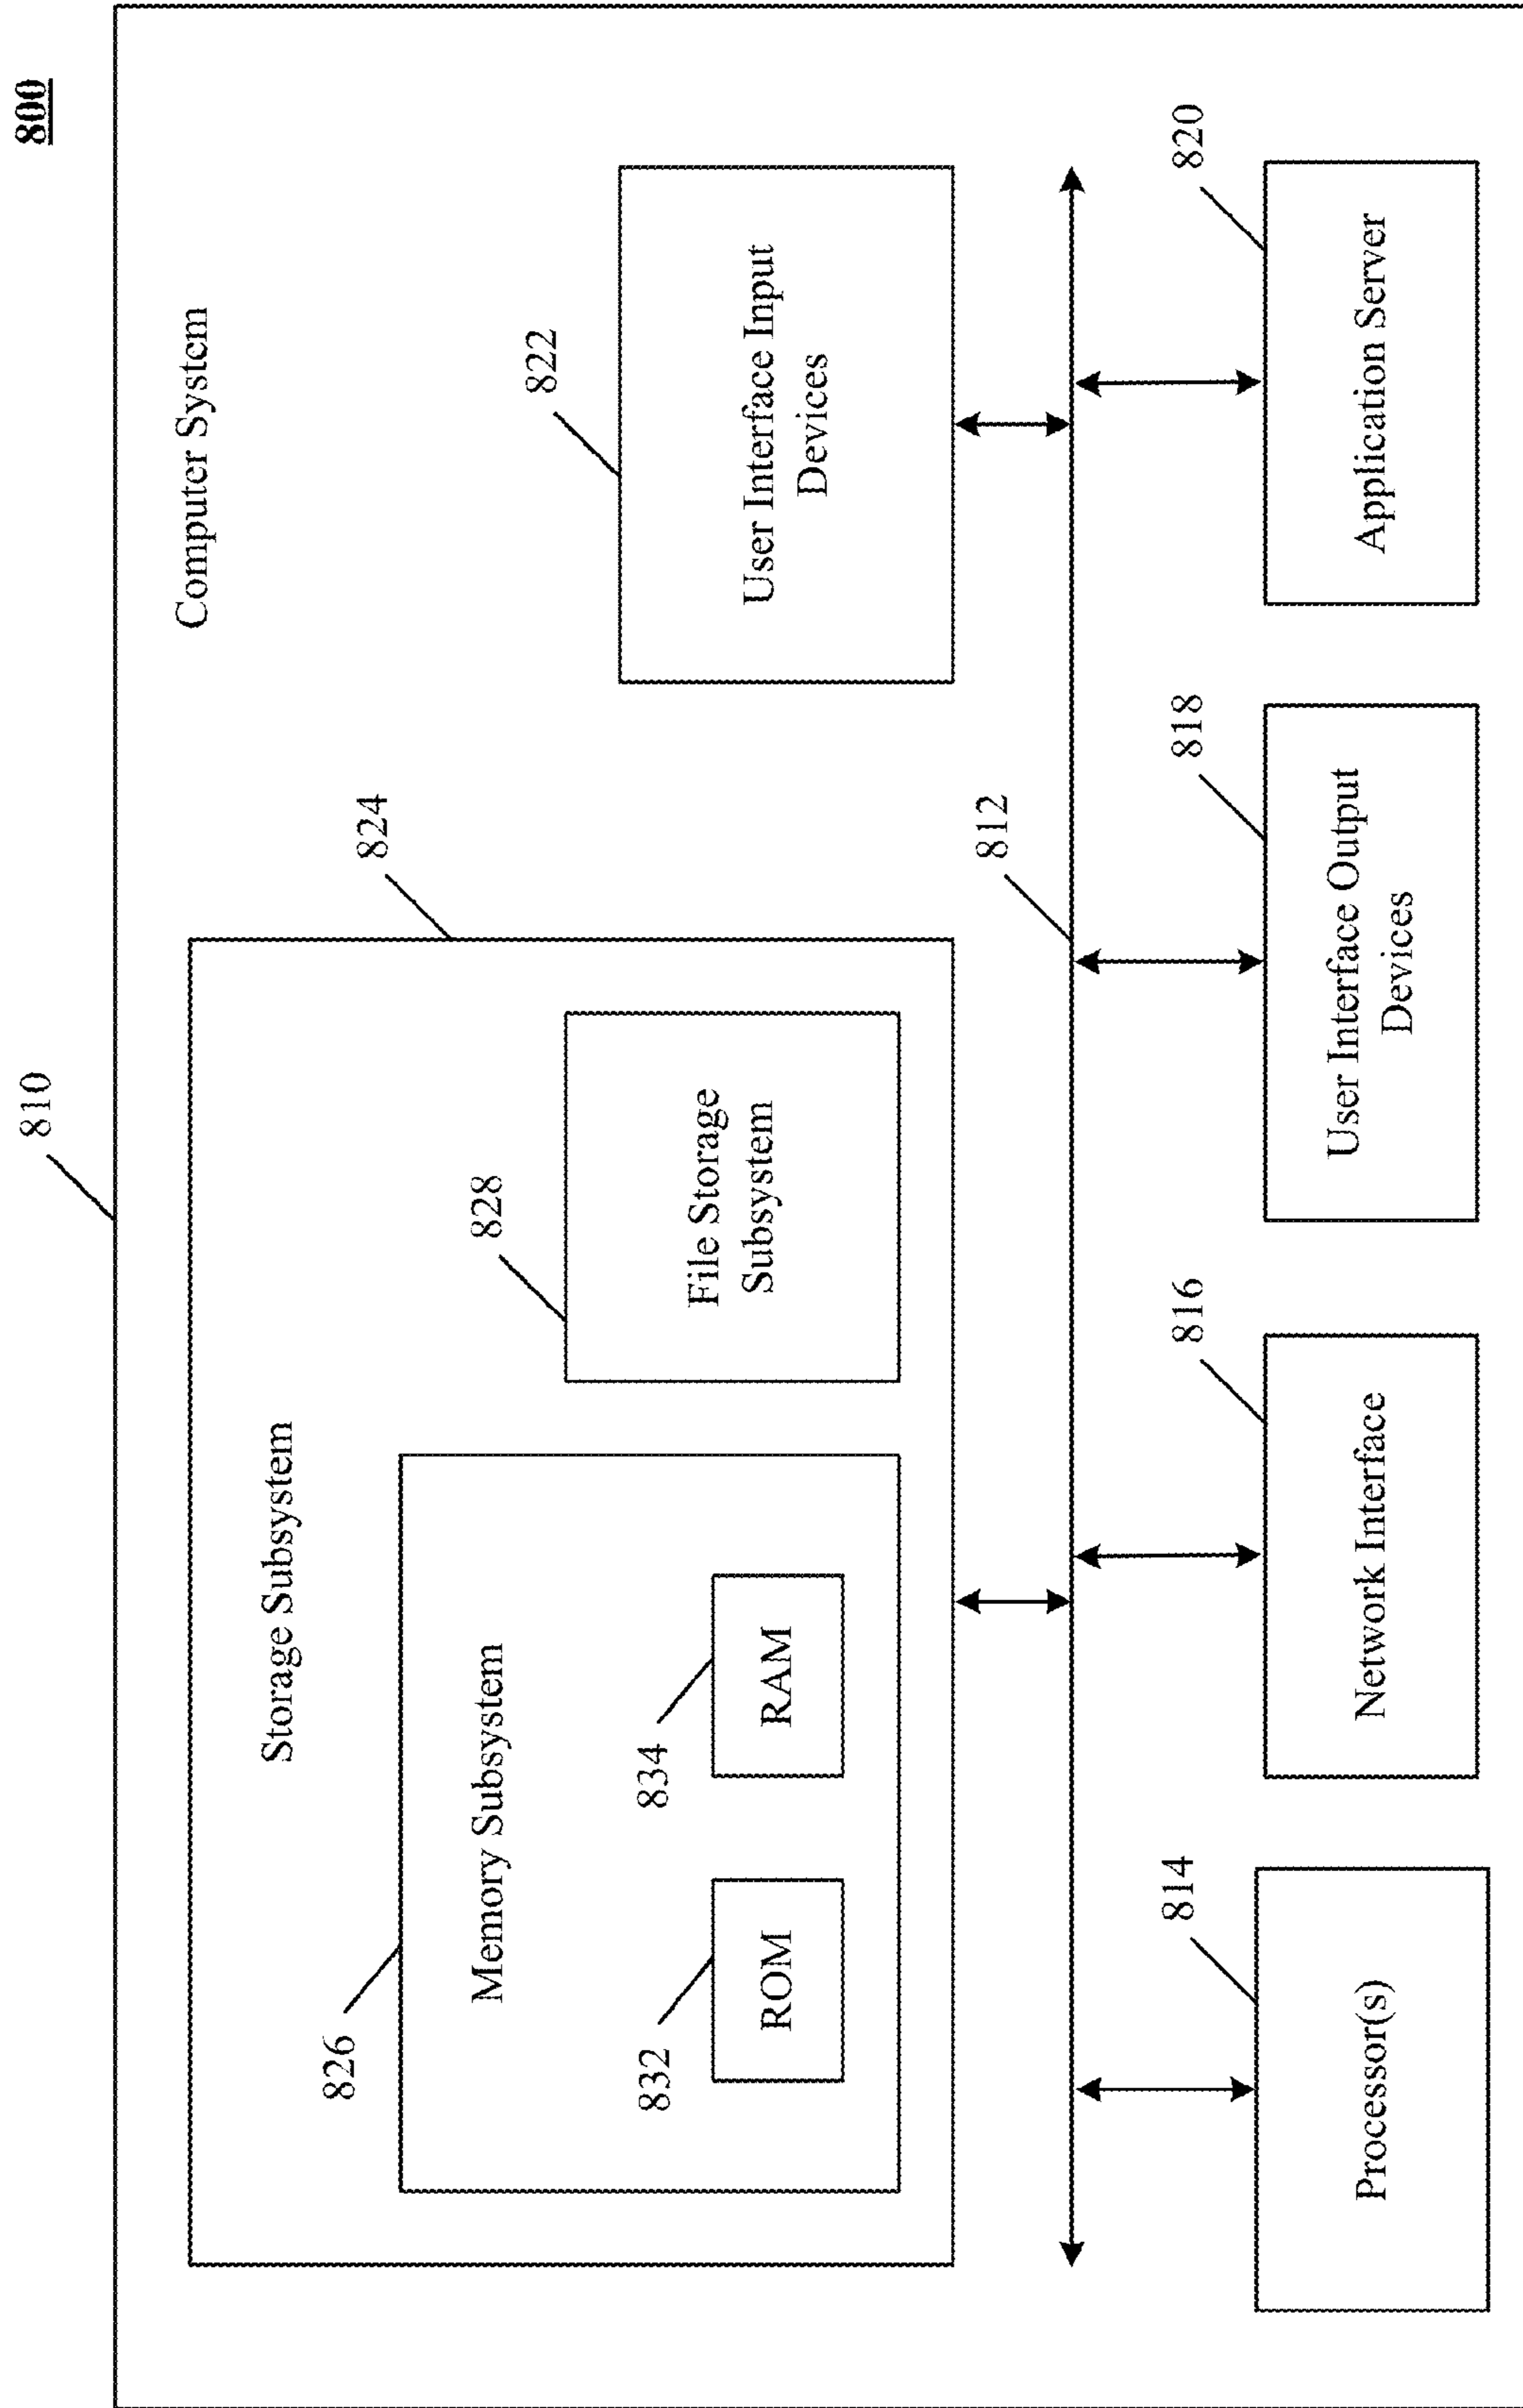 800
810
Computer System
824
Storage Subsystem
822
826
Memory Subsystem
828
User Interface Input
Devices
File Storage
Subsystem
832
834
ROM
RAM
812
814
816
818
820
Processor(s)
Network Interface
User Interface Output
Devices
Application Server